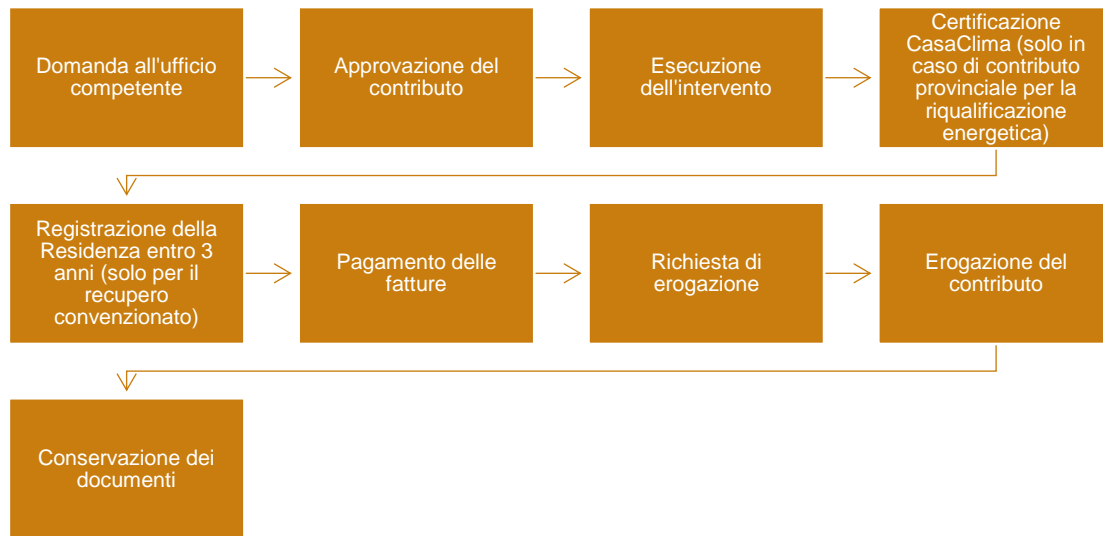 Domanda all'ufficio
competente
Approvazione del
contributo
Esecuzione
dell'intervento
Certificazione
CasaClima (solo in
caso di contributo
provinciale per la
riqualificazione
energetica)
Registrazione della
Residenza entro 3
anni (solo per il
recupero
convenzionato)
Pagamento delle
fatture
Richiesta di
erogazione
Erogazione del
contributo
Conservazione dei
documenti